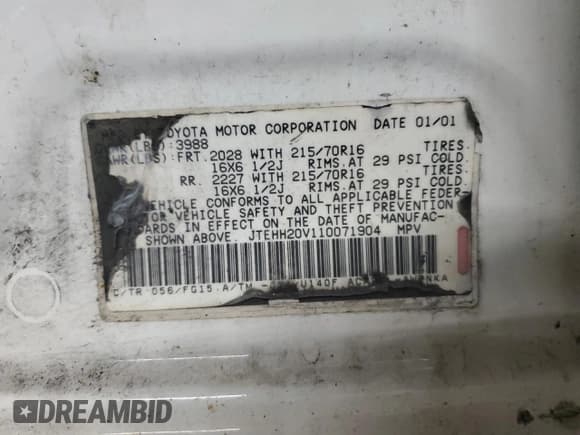 TOYOTA MOTOR CORPORATION DATE 01/01
3988
FRT. 2028 WITH 215/70R16 TIRES.
16X6 1/2J RIMS.AT 29 PSI COLD.
RR. 2227 WITH 215/70R16 TIRES.
16X6 1/2J RIMS.AT 29 PSI COLD.
VEHICLE CONFORMS TO ALL APPLICABLE FEDER-
VEHICLE SAFETY AND THEFT PREVENTION
IN EFFECT ON THE DATE OF MANUFAC-
SHOWN ABOVE. JTEHH20V110071904 MPV
C/TR 056/FG15.A/TM U140F
DREAMBID